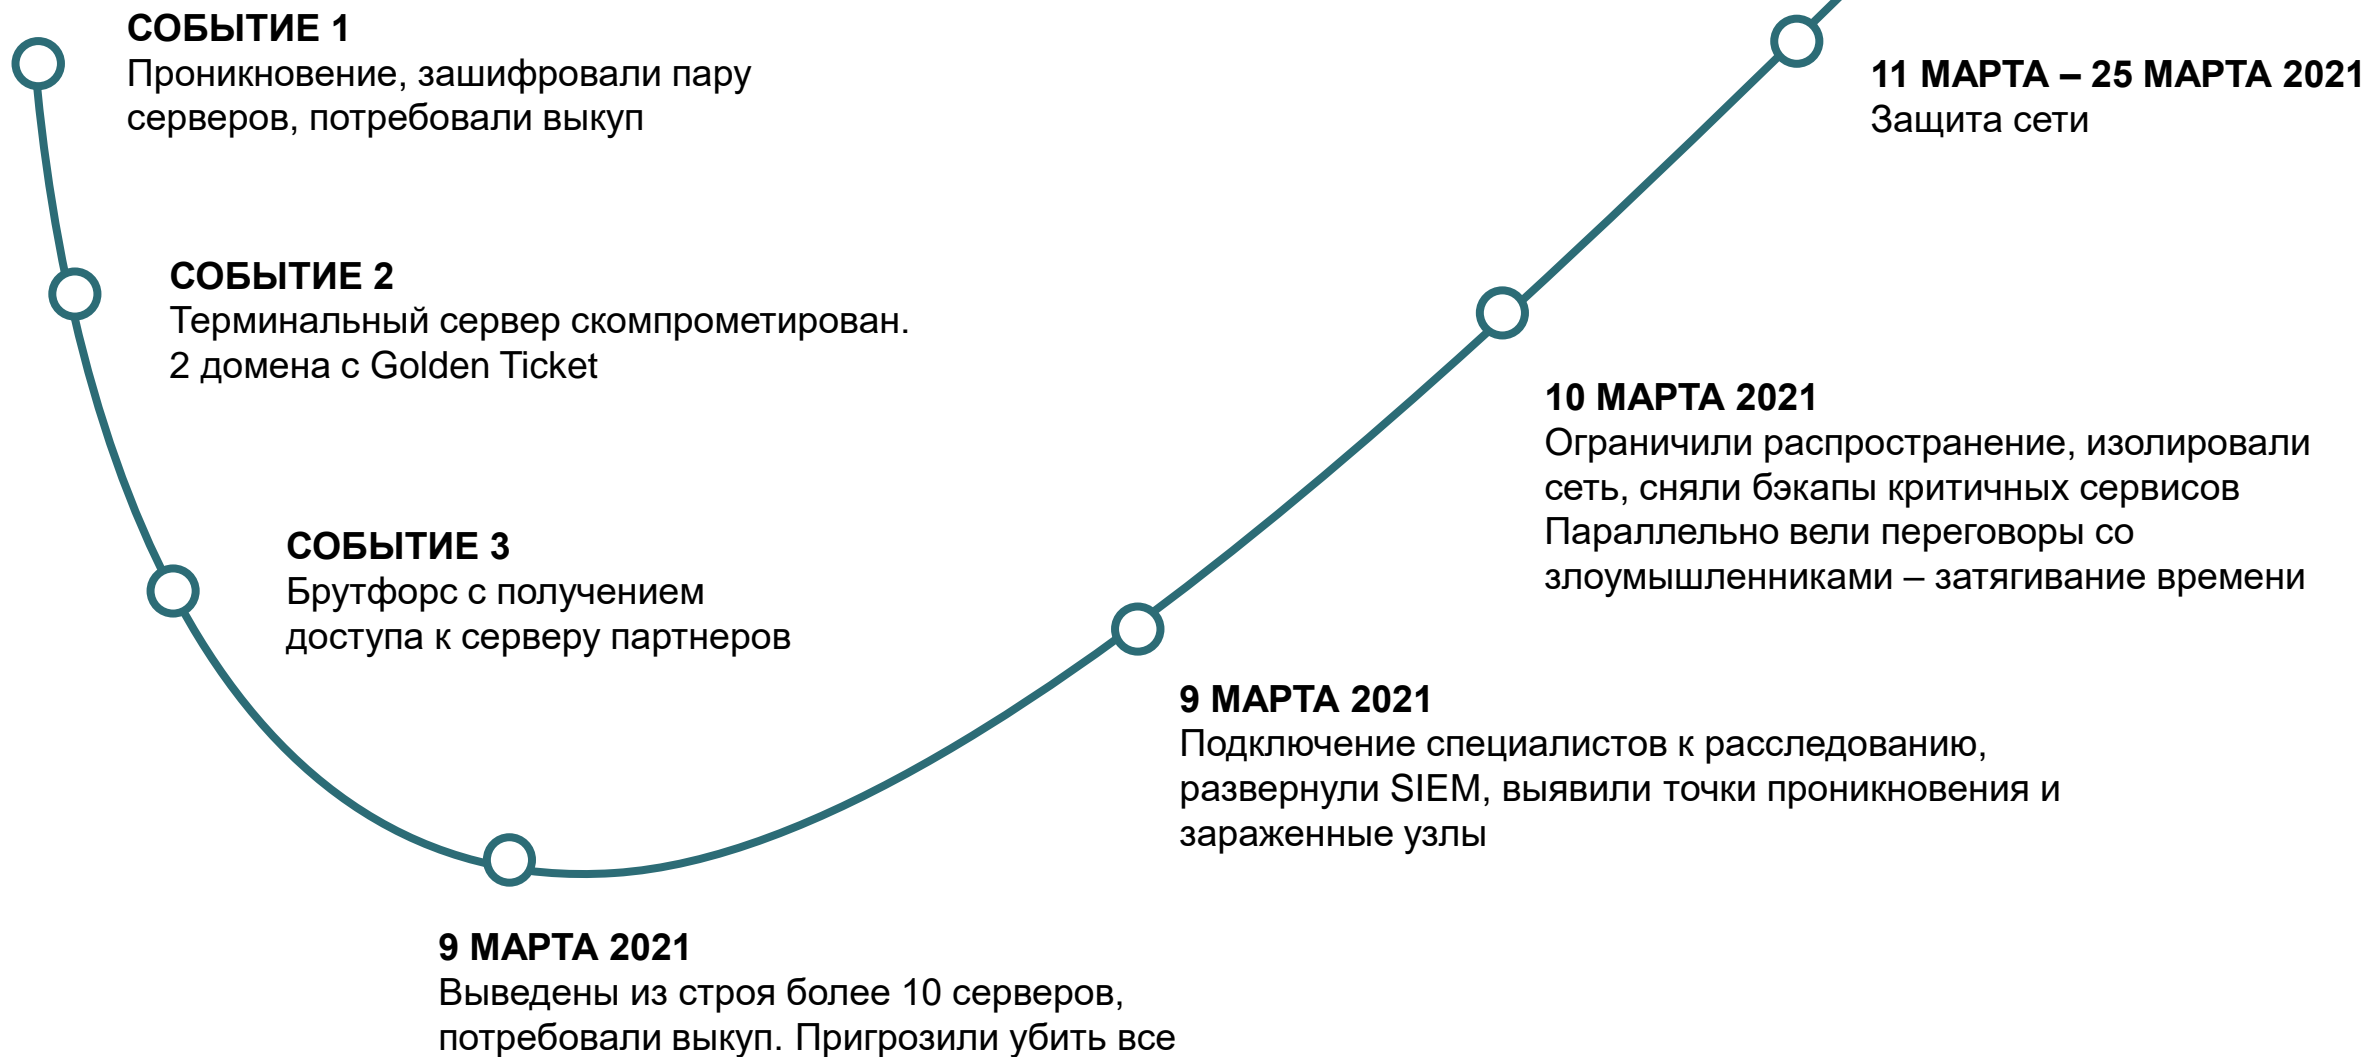 СОБЫТИЕ 1
Проникновение, зашифровали пару
серверов, потребовали выкуп
СОБЫТИЕ 2
Терминальный сервер скомпрометирован.
2 домена с Golden Ticket
СОБЫТИЕ 3
Брутфорс с получением
доступа к серверу партнеров
9 МАРТА 2021
Выведены из строя более 10 серверов,
потребовали выкуп. Пригрозили убить все
9 МАРТА 2021
Подключение специалистов к расследованию,
развернули SIEM, выявили точки проникновения и
зараженные узлы
10 МАРТА 2021
Ограничили распространение, изолировали
сеть, сняли бэкапы критичных сервисов
Параллельно вели переговоры со
злоумышленниками – затягивание времени
11 МАРТА – 25 МАРТА 2021
Защита сети